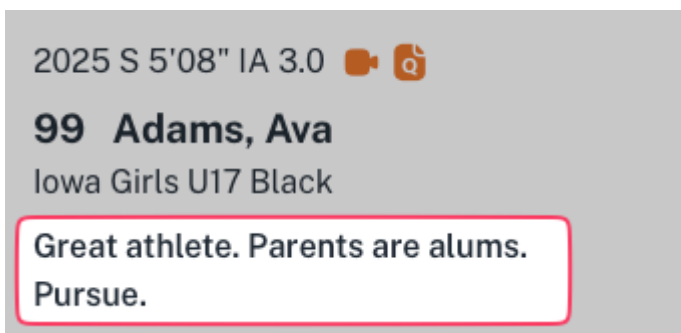 2025 S 5'08" IA 3.0
99 Adams, Ava
Iowa Girls U17 Black
Great athlete. Parents are alums.
Pursue.